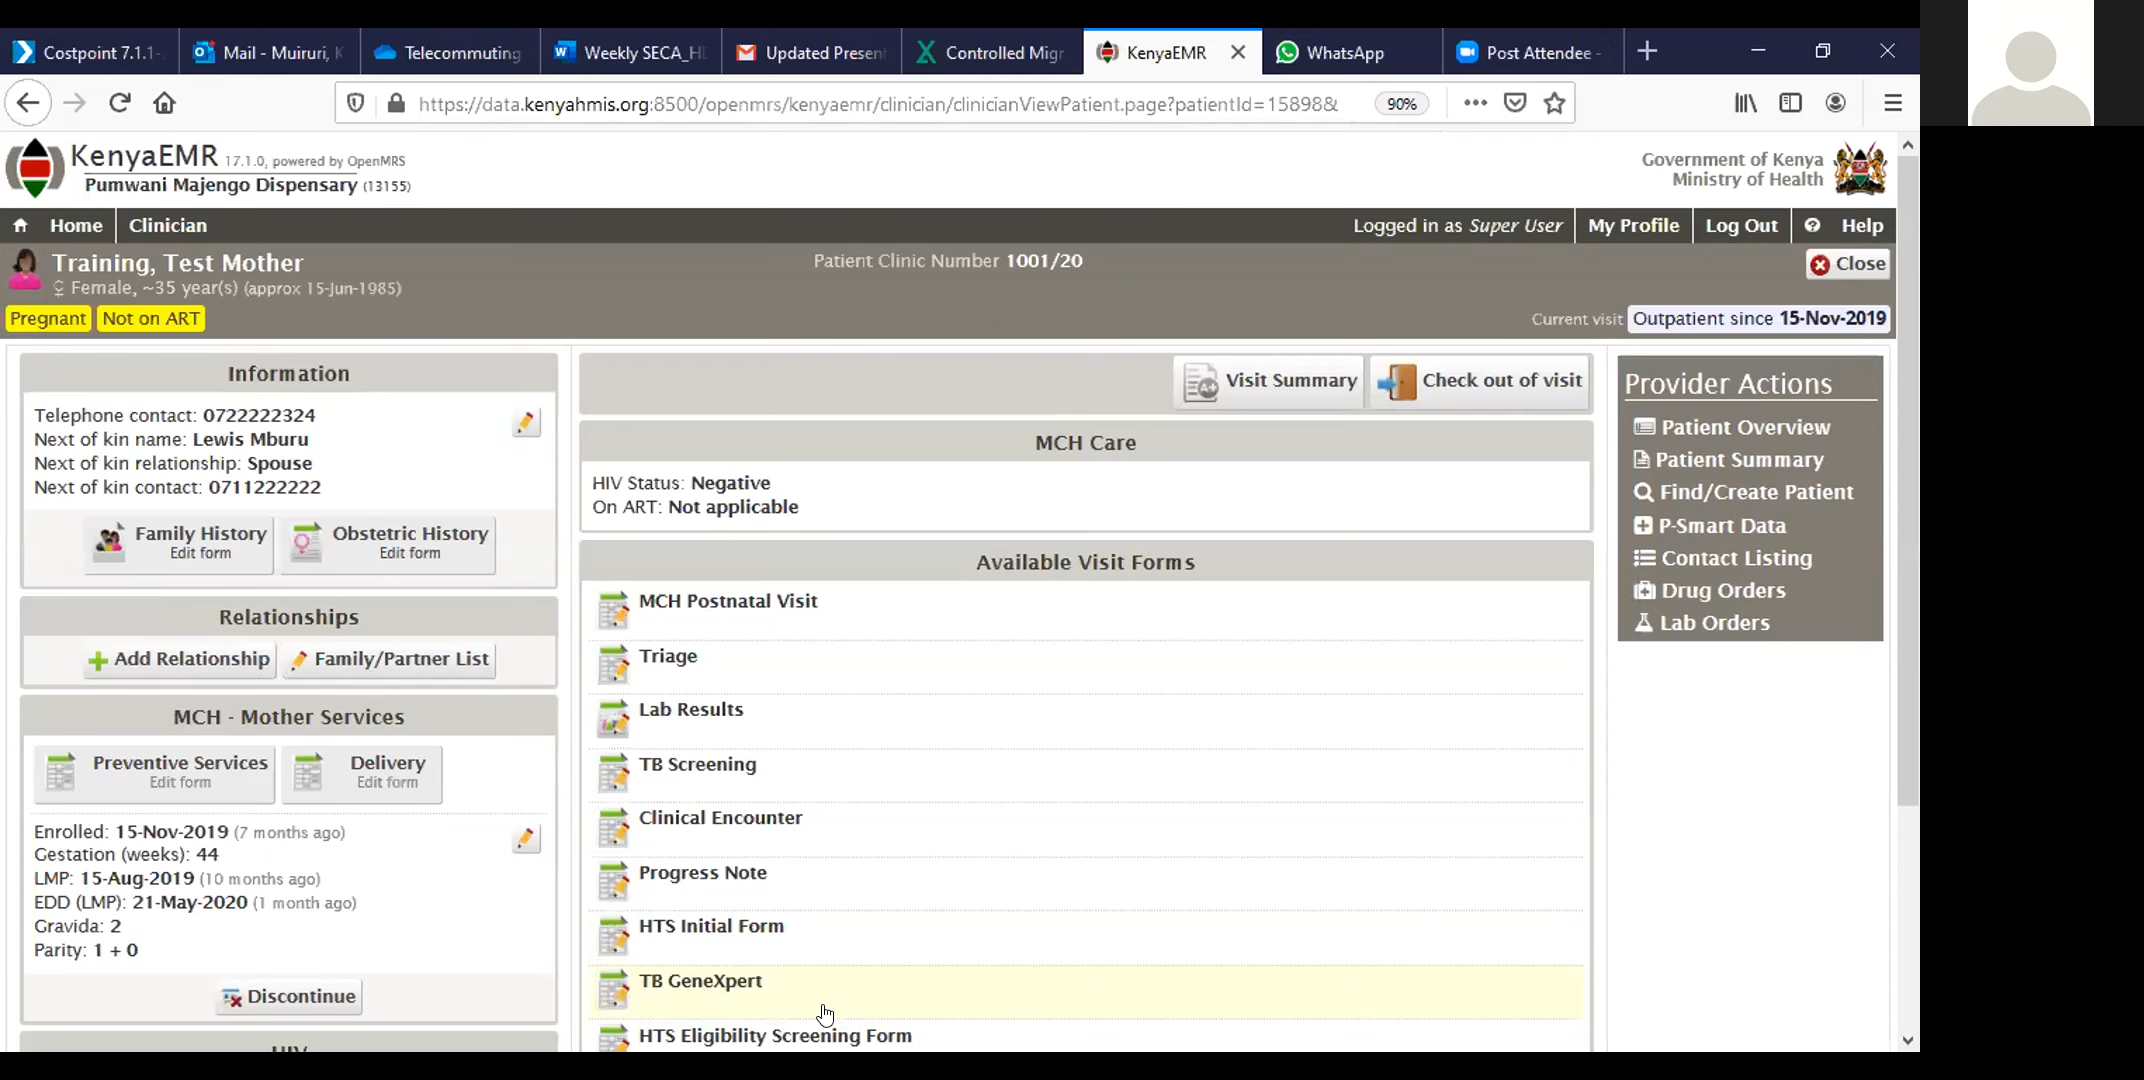 Costpoint 7.1.1-
Mail - Muiruri, K
Telecommuting
Weekly SECA_HI
Updated Present
Controlled Migr
KenyaEMR
WhatsApp
Post Attendee -
https://data.kenyahmis.org:8500/openmrs/kenyaemr/clinician/clinicianViewPatient.page?patientId=15898&
90%
KenyaEMR 17.1.0, powered by OpenMRS
Pumwani Majengo Dispensary (13155)
Government of Kenya
Ministry of Health
Home
Clinician
Logged in as Super User
My Profile
Log Out
Help
Training, Test Mother
Female, ~35 year(s) (approx 15-Jun-1985)
Patient Clinic Number 1001/20
Close
Pregnant
Not on ART
Current visit
Outpatient since 15-Nov-2019
Information
Telephone contact: 0722222324
Next of kin name: Lewis Mburu
Next of kin relationship: Spouse
Next of kin contact: 0711222222
Family History
Edit form
Obstetric History
Edit form
Relationships
Add Relationship
Family/Partner List
MCH - Mother Services
Preventive Services
Edit form
Delivery
Edit form
Enrolled: 15-Nov-2019 (7 months ago)
Gestation (weeks): 44
LMP: 15-Aug-2019 (10 months ago)
EDD (LMP): 21-May-2020 (1 month ago)
Gravida: 2
Parity: 1 + 0
Discontinue
HIV
Visit Summary
Check out of visit
MCH Care
HIV Status: Negative
On ART: Not applicable
Available Visit Forms
MCH Postnatal Visit
Triage
Lab Results
TB Screening
Clinical Encounter
Progress Note
HTS Initial Form
TB GeneXpert
HTS Eligibility Screening Form
Provider Actions
Patient Overview
Patient Summary
Find/Create Patient
P-Smart Data
Contact Listing
Drug Orders
Lab Orders